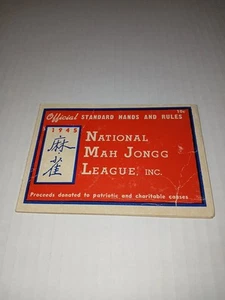 Official STANDARD HANDS AND RULES 10¢
1945
麻
雀
NATIONAL
MAH JONGG
LEAGUE, INC.
Proceeds donated to patriotic and charitable causes